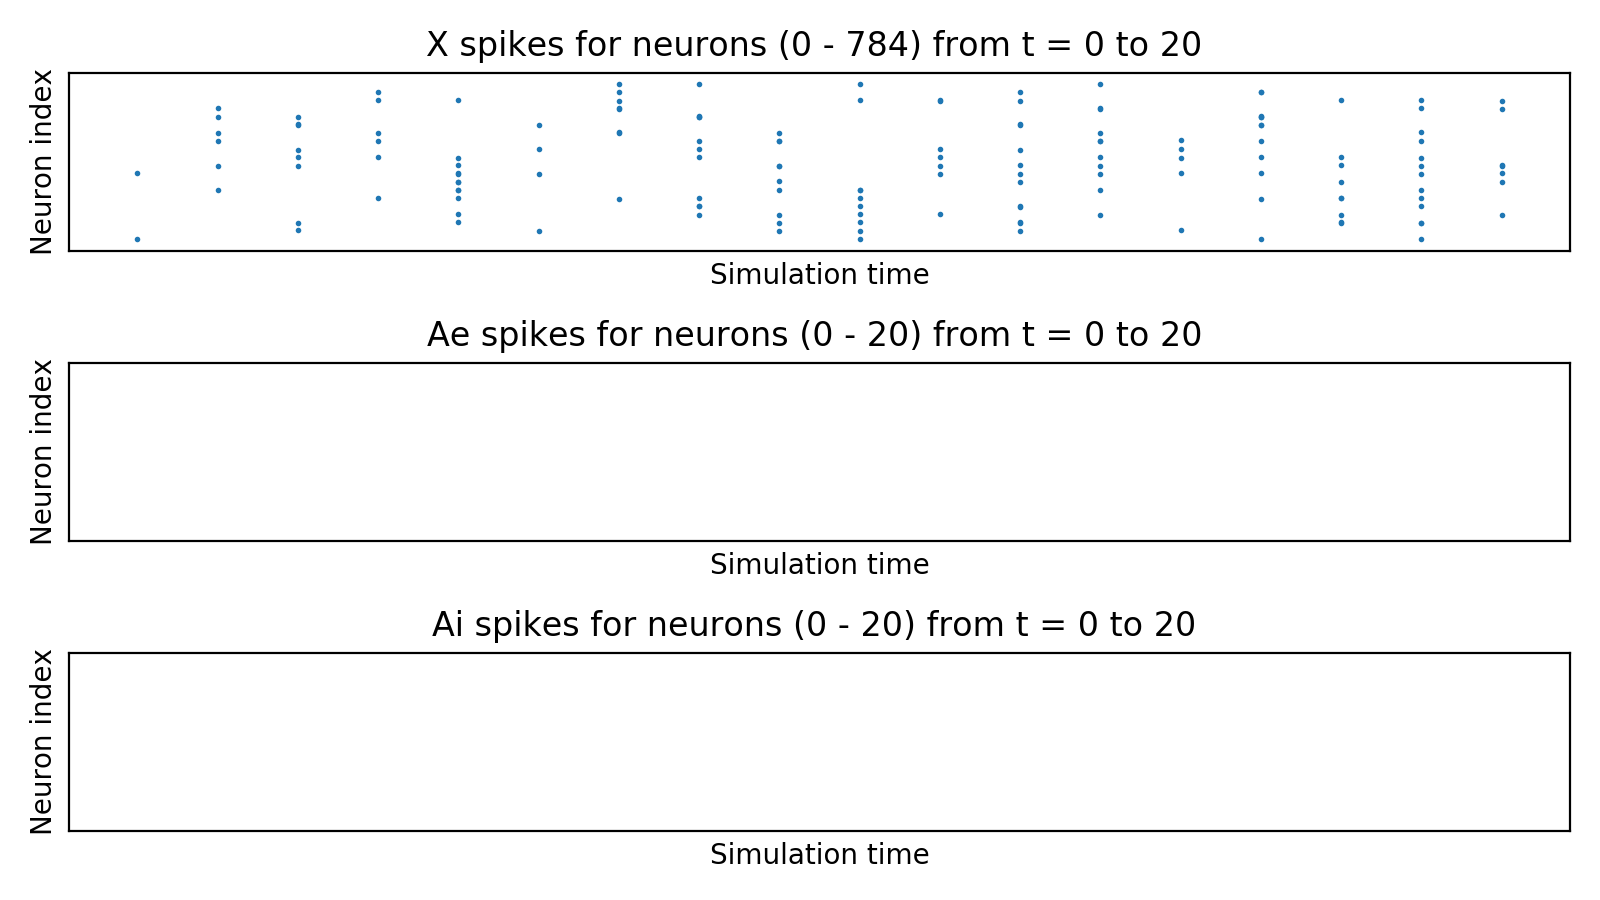 X spikes for neurons (0 - 784) from t = 0 to 20
Neuron index
Simulation time
Ae spikes for neurons (0 - 20) from t = 0 to 20
Neuron index
Simulation time
Ai spikes for neurons (0 - 20) from t = 0 to 20
Neuron index
Simulation time